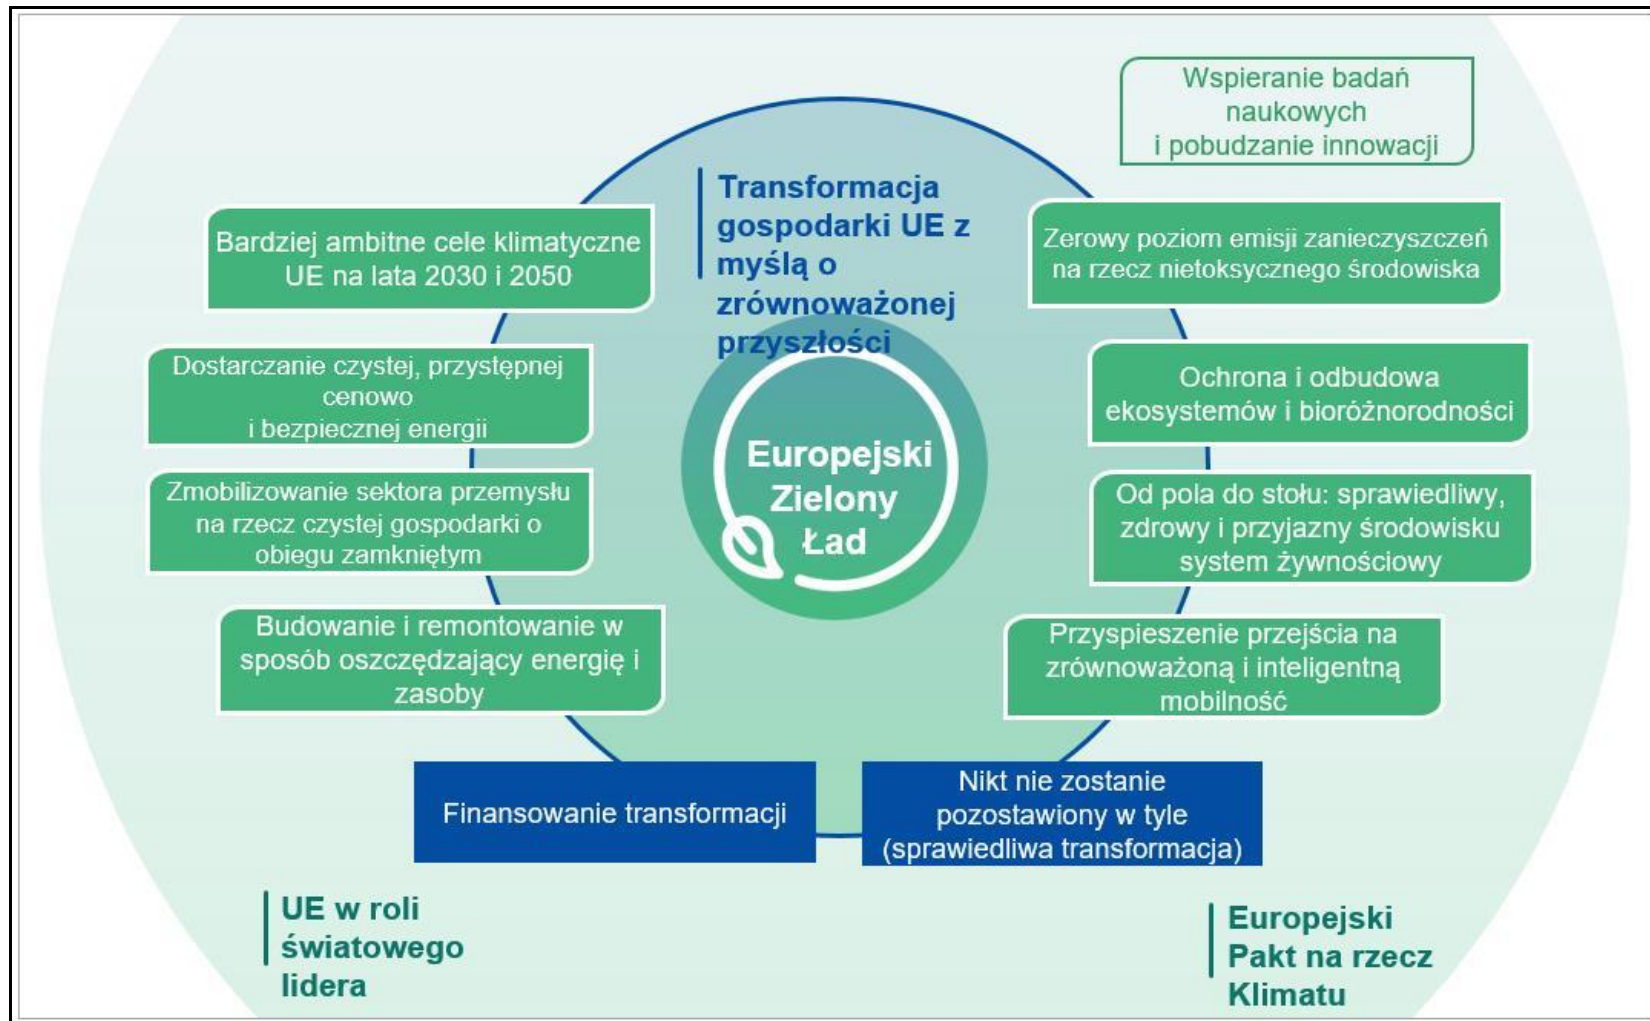 Wspieranie badań
naukowych
i pobudzanie innowacji
Transformacja
gospodarki UE z
myślą o
zrównoważonej
przyszłości
Bardziej ambitne cele klimatyczne
UE na lata 2030 i 2050
Zerowy poziom emisji zanieczyszczeń
na rzecz nietoksycznego środowiska
Dostarczanie czystej, przystępnej
cenowo
i bezpiecznej energii
Ochrona i odbudowa
ekosystemów i bioróżnorodności
Europejski
Zielony
Ład
Zmobilizowanie sektora przemysłu
na rzecz czystej gospodarki o
obiegu zamkniętym
Od pola do stołu: sprawiedliwy,
zdrowy i przyjazny środowisku
system żywnościowy
Budowanie i remontowanie w
sposób oszczędzający energię i
zasoby
Przyspieszenie przejścia na
zrównoważoną i inteligentną
mobilność
Finansowanie transformacji
Nikt nie zostanie
pozostawiony w tyle
(sprawiedliwa transformacja)
UE w roli
światowego
lidera
Europejski
Pakt na rzecz
Klimatu